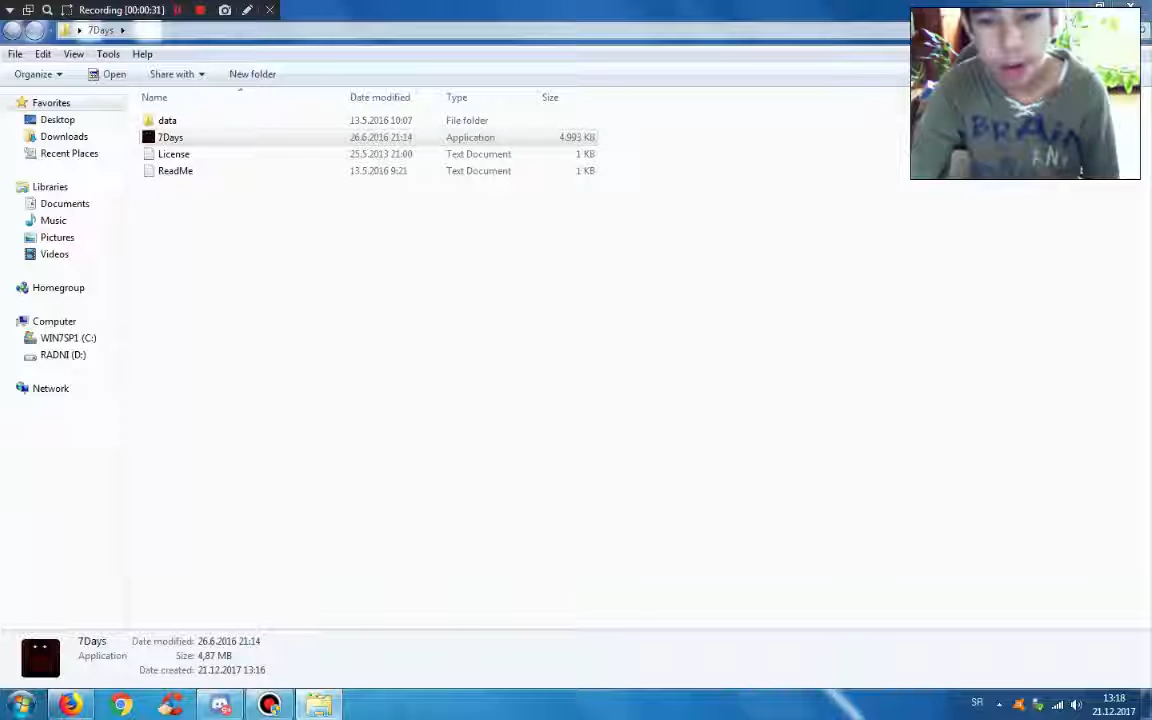 Recording [00:00:31]
7Days
File Edit View Tools Help
Organize Open Share with New folder
Name Date modified Type Size
Favorites
Desktop
Downloads
Recent Places
Libraries
Documents
Music
Pictures
Videos
Homegroup
Computer
WIN7SP1 (C:)
RADNI (D:)
Network
data 13.5.2016 10:07 File folder
7Days 26.6.2016 21:14 Application 4.993 KB
License 25.5.2013 21:00 Text Document 1 KB
ReadMe 13.5.2016 9:21 Text Document 1 KB
BRAIN
7Days Date modified: 26.6.2016 21:14
Application Size: 4,87 MB
Date created: 21.12.2017 13:16
SR 13:18
21.12.2017